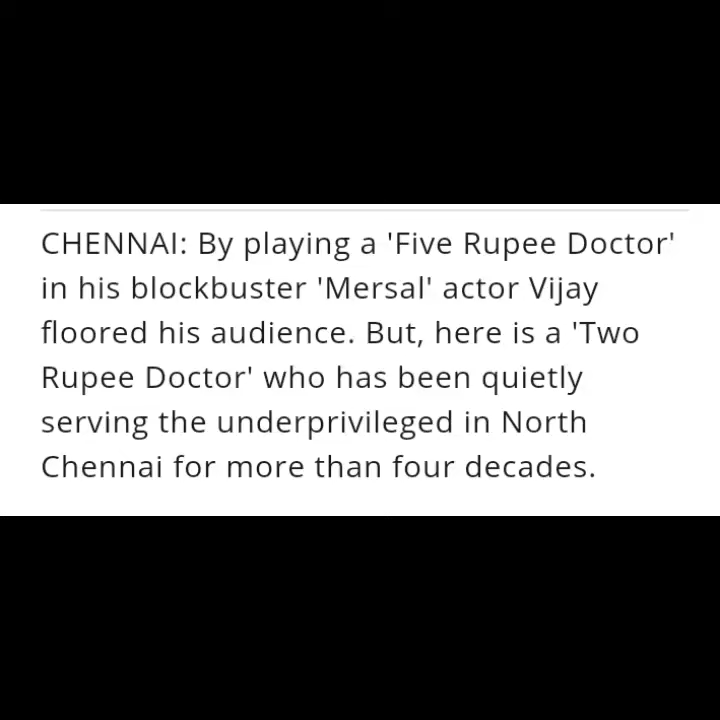 CHENNAI: By playing a 'Five Rupee Doctor'
in his blockbuster 'Mersal' actor Vijay
floored his audience. But, here is a 'Two
Rupee Doctor' who has been quietly
serving the underprivileged in North
Chennai for more than four decades.